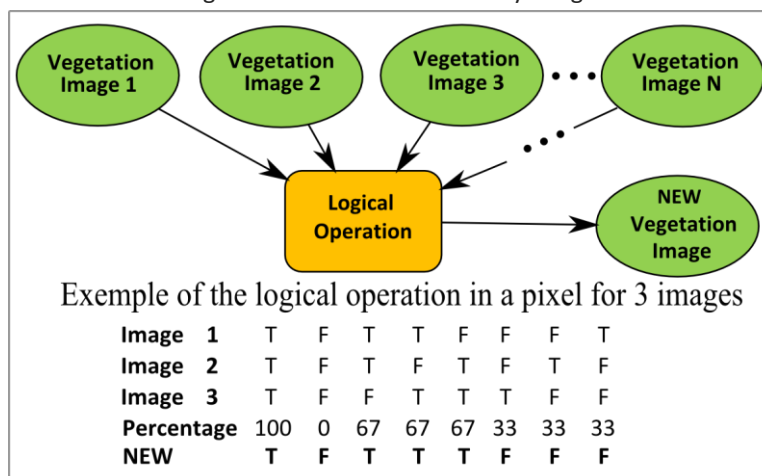 Vegetation Image 1
Vegetation Image 2
Vegetation Image 3
Vegetation Image N
Logical Operation
NEW Vegetation Image
Exemple of the logical operation in a pixel for 3 images
Image 1 T F T T F F F T
Image 2 T F T F T F T F
Image 3 T F F T T T F F
Percentage 100 0 67 67 67 33 33 33
NEW T F T T T F F F